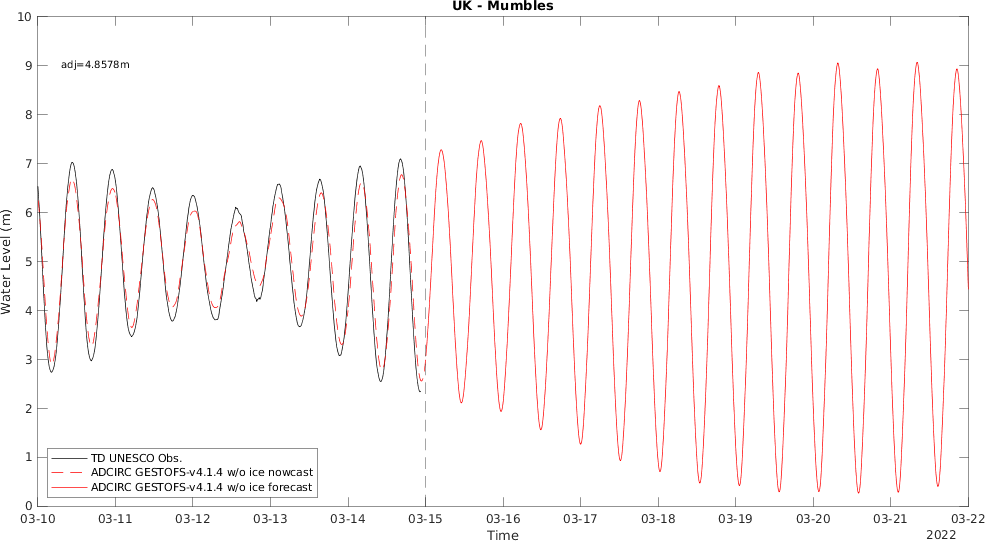 UK - Mumbles
10
9
8
7
6
5
4
3
2
1
0
Water Level (m)
adj=4.8578m
TD UNESCO Obs.
ADCIRC GESTOFS-v4.1.4 w/o ice nowcast
ADCIRC GESTOFS-v4.1.4 w/o ice forecast
03-10 03-11 03-12 03-13 03-14 03-15 03-16 03-17 03-18 03-19 03-20 03-21 03-22
Time
2022